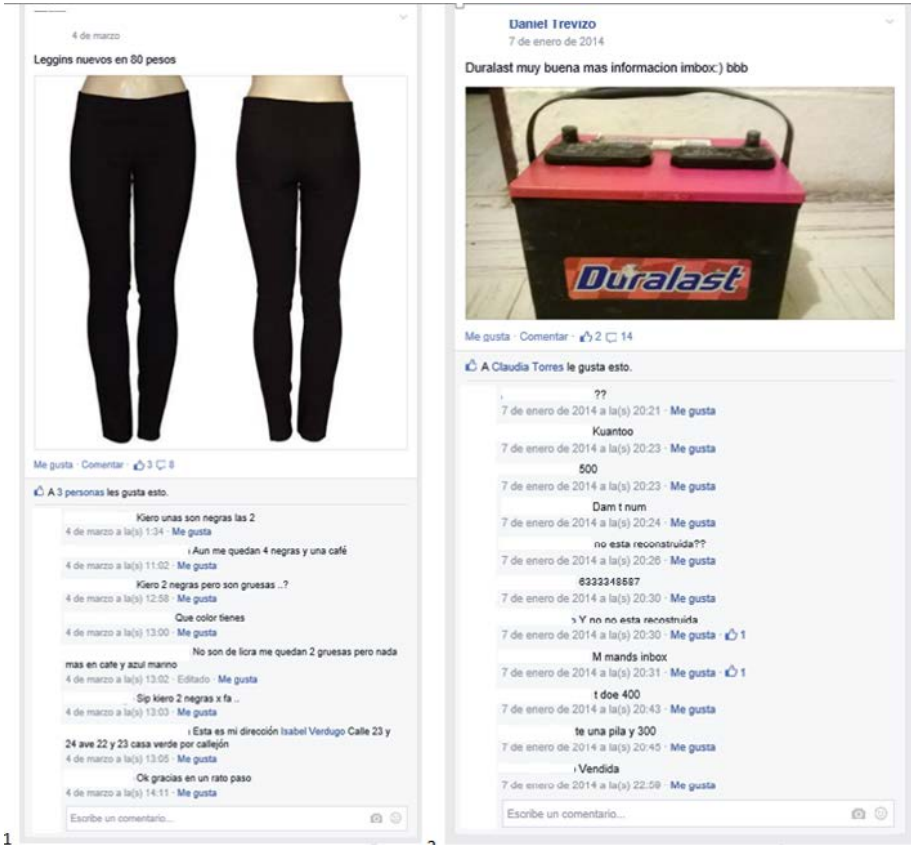 4 de marzo
Leggins nuevos en 80 pesos
Me gusta · Comentar · 3 8
A 3 personas les gusta esto.
Kiero unas son negras las 2
4 de marzo a la(s) 1:34 · Me gusta
Aun me quedan 4 negras y una café
4 de marzo a la(s) 11:02 · Me gusta
Kiero 2 negras pero son gruesas ..?
4 de marzo a la(s) 12:58 · Me gusta
Que color tienes
4 de marzo a la(s) 13:00 · Me gusta
No son de licra me quedan 2 gruesas pero nada
mas en cafe y azul marino
4 de marzo a la(s) 13:02 · Editado · Me gusta
Sip kiero 2 negras x fa ..
4 de marzo a la(s) 13:03 · Me gusta
Esta es mi dirección Isabel Verdugo Calle 23 y
24 ave 22 y 23 casa verde por callejón
4 de marzo a la(s) 13:05 · Me gusta
Ok gracias en un rato paso
4 de marzo a la(s) 14:11 · Me gusta
Escribe un comentario...
1
Daniel Trevizo
7 de enero de 2014
Duralast muy buena mas informacion imbox:) bbb
Duralast
Me gusta · Comentar · 2 14
A Claudia Torres le gusta esto.
??
7 de enero de 2014 a la(s) 20:21 · Me gusta
Kuantoo
7 de enero de 2014 a la(s) 20:23 · Me gusta
500
7 de enero de 2014 a la(s) 20:23 · Me gusta
Dam t num
7 de enero de 2014 a la(s) 20:24 · Me gusta
no esta reconstruida??
7 de enero de 2014 a la(s) 20:26 · Me gusta
6333348587
7 de enero de 2014 a la(s) 20:30 · Me gusta
Y no no esta recostruida
7 de enero de 2014 a la(s) 20:30 · Me gusta · 1
M mands inbox
7 de enero de 2014 a la(s) 20:31 · Me gusta · 1
t doe 400
7 de enero de 2014 a la(s) 20:43 · Me gusta
te una pila y 300
7 de enero de 2014 a la(s) 20:45 · Me gusta
Vendida
7 de enero de 2014 a la(s) 22:59 · Me gusta
Escribe un comentario...